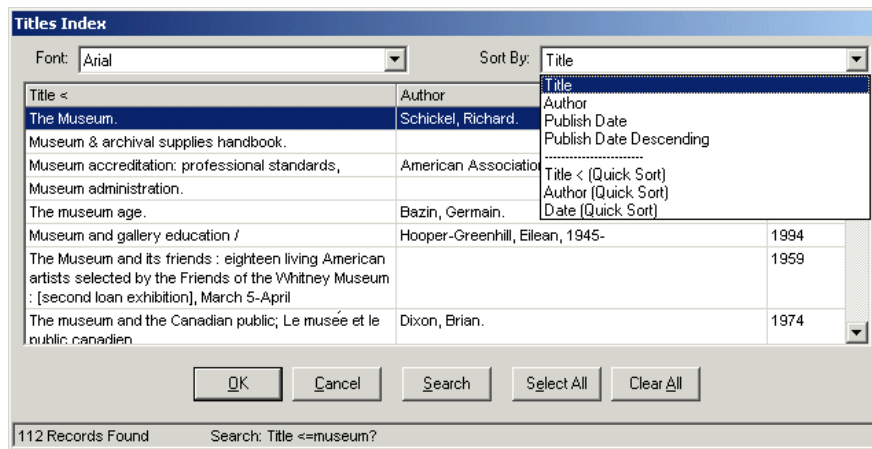 Titles Index
Font: Arial Sort By: Title
Title < Author
Title
Author
Publish Date
Publish Date Descending
------------------------
Title < (Quick Sort)
Author (Quick Sort)
Date (Quick Sort)
The Museum. Schickel, Richard.
Museum & archival supplies handbook.
Museum accreditation: professional standards, American Association
Museum administration.
The museum age. Bazin, Germain.
Museum and gallery education / Hooper-Greenhill, Eilean, 1945- 1994
The Museum and its friends : eighteen living American 1959
artists selected by the Friends of the Whitney Museum
: [second loan exhibition], March 5-April
The museum and the Canadian public; Le musée et le Dixon, Brian. 1974
public canadien
OK Cancel Search Select All Clear All
112 Records Found Search: Title <=museum?